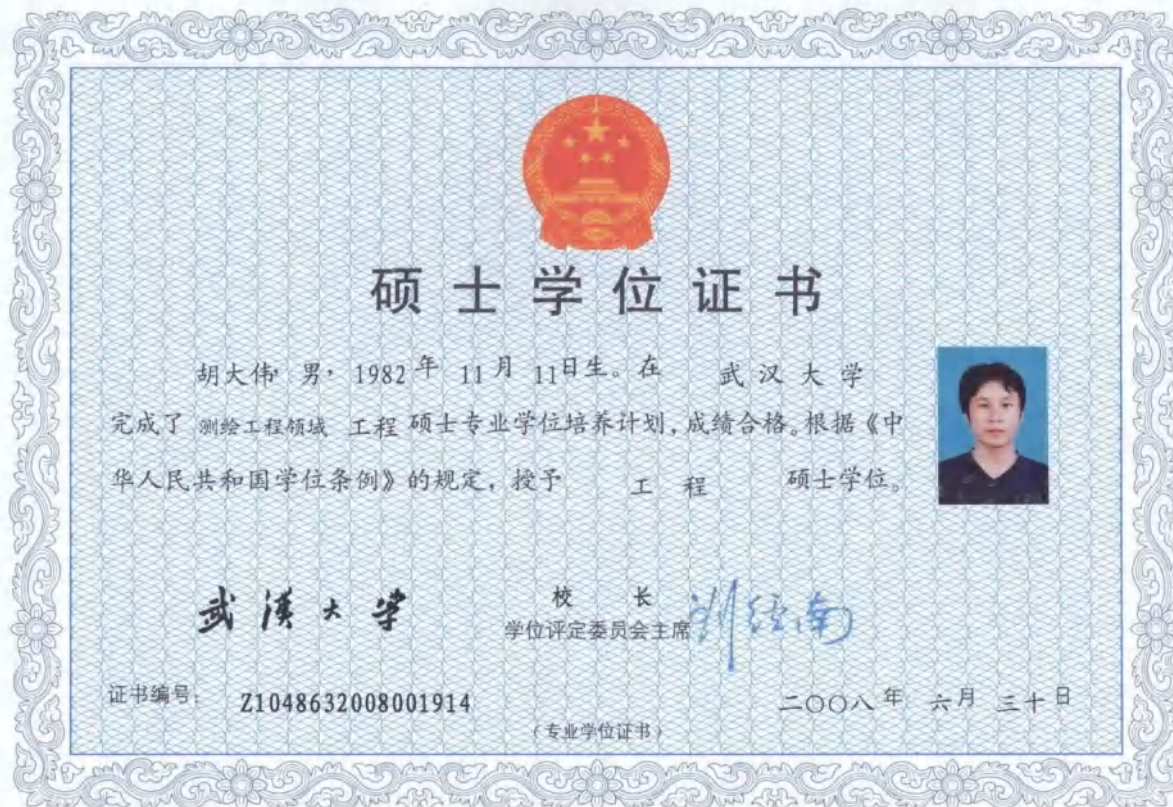 硕士学位证书
胡大伟, 男, 1982年 11月 11日生。在 武汉大学
完成了 测绘工程领域 工程 硕士专业学位培养计划,成绩合格。根据《中
华人民共和国学位条例》的规定,授予 工程 硕士学位。
武漢大学
校长
学位评定委员会主席 刘经南
证书编号: Z1048632008001914
二〇〇八年 六月 三十日
(专业学位证书)